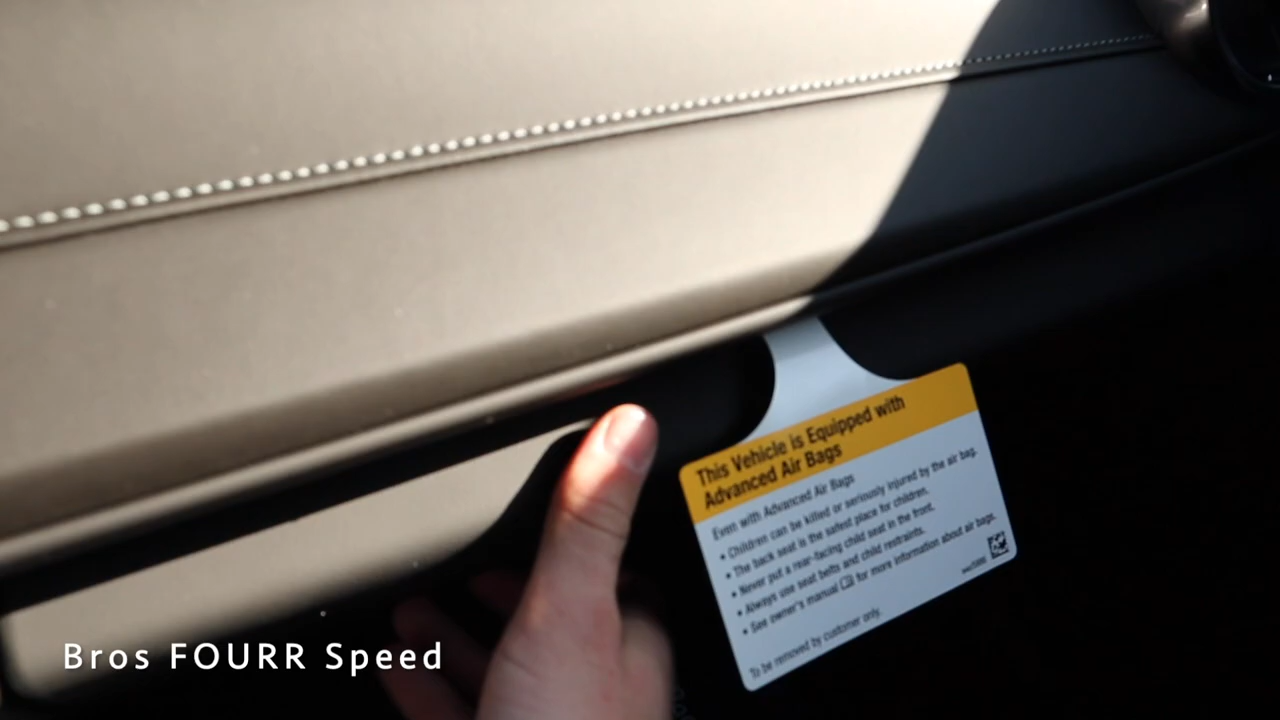 This Vehicle is Equipped with
Advanced Air Bags
Even with Advanced Air Bags
• Children can be killed or seriously injured by the air bag.
• The back seat is the safest place for children.
• Never put a rear-facing child seat in the front.
• Always use seat belts and child restraints.
• See owner's manual for more information about air bags.
To be removed by customer only.
Bros FOURR Speed